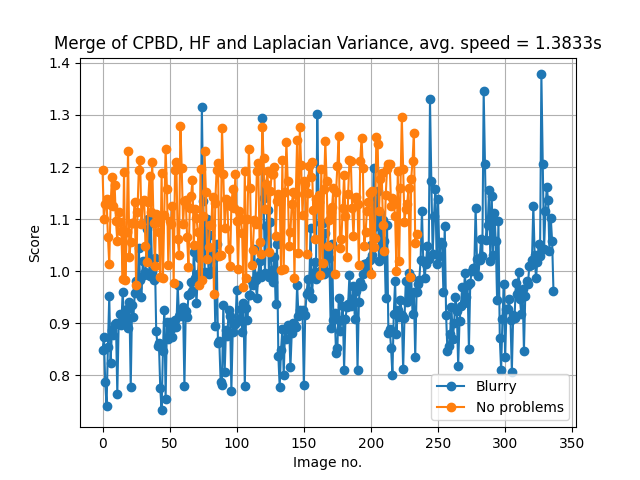 Merge of CPBD, HF and Laplacian Variance, avg. speed = 1.3833s
1.4
1.3
1.2
1.1
1.0
0.9
0.8
Score
0 50 100 150 200 250 300 350
Image no.
Blurry
No problems